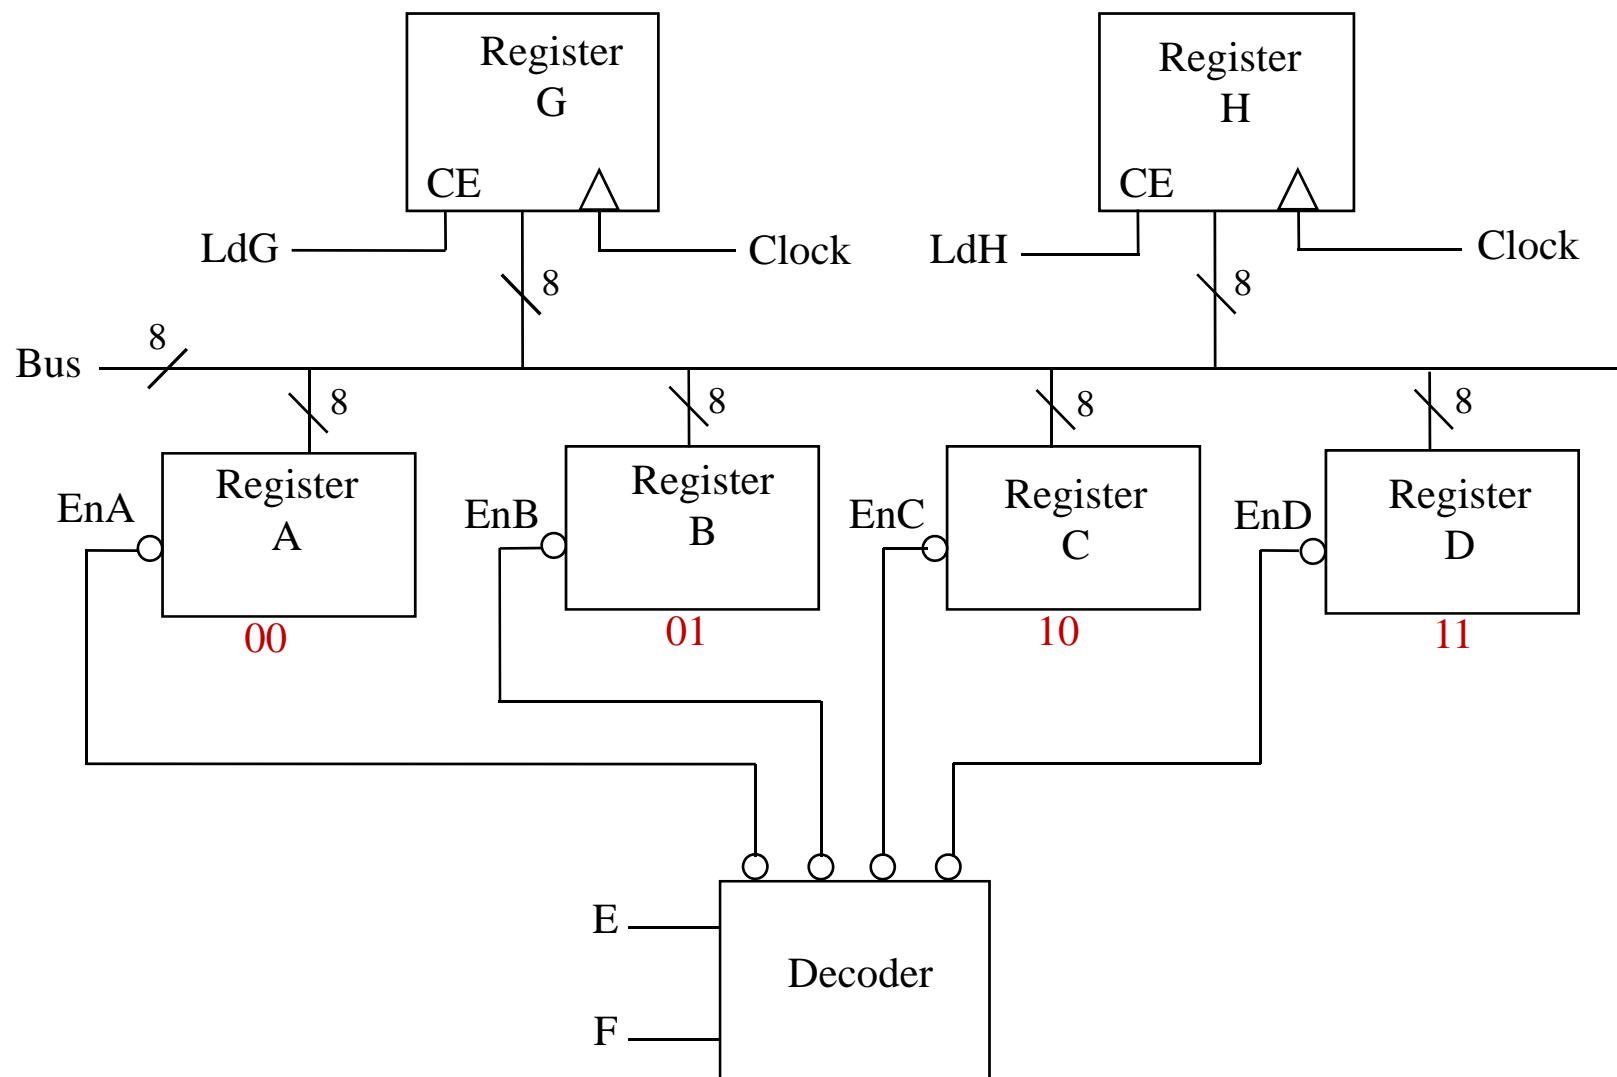 Register
G
CE
Register
H
CE
LdG
Clock
LdH
Clock
8
8
Bus
8
8
8
8
8
EnA
Register
A
00
EnB
Register
B
01
EnC
Register
C
10
EnD
Register
D
11
E
Decoder
F